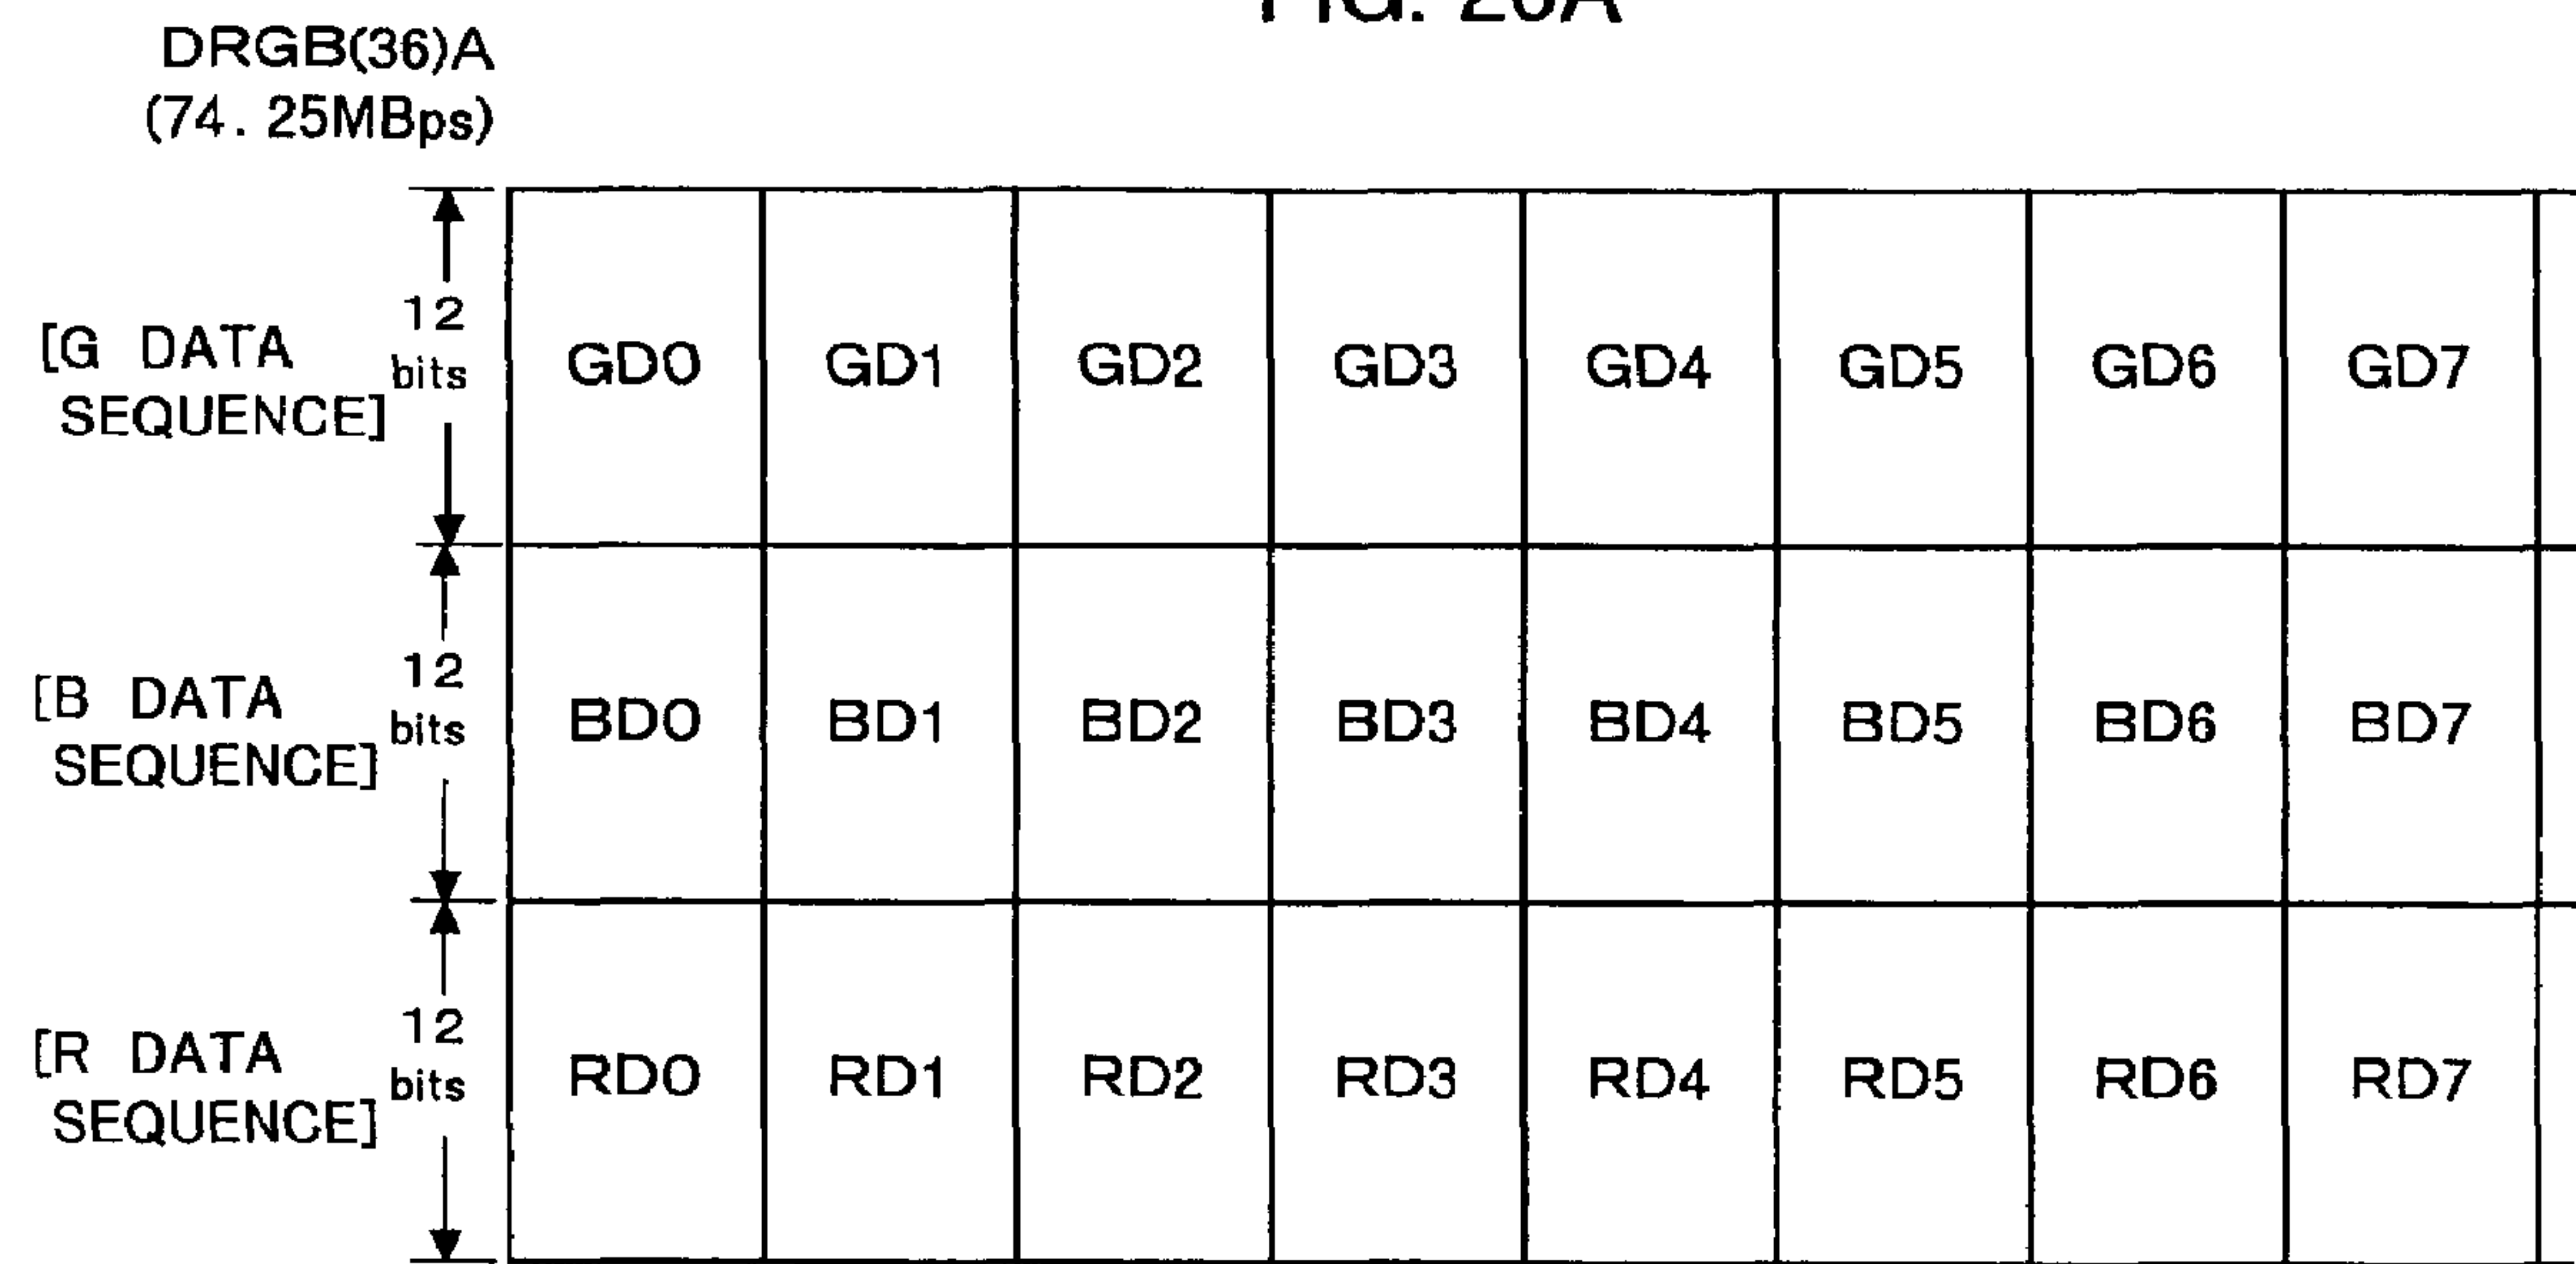 FIG. 26A
DRGB(36)A
(74. 25MBps)
[G DATA
SEQUENCE]
12
bits
GD0 GD1 GD2 GD3 GD4 GD5 GD6 GD7
[B DATA
SEQUENCE]
12
bits
BD0 BD1 BD2 BD3 BD4 BD5 BD6 BD7
[R DATA
SEQUENCE]
12
bits
RD0 RD1 RD2 RD3 RD4 RD5 RD6 RD7